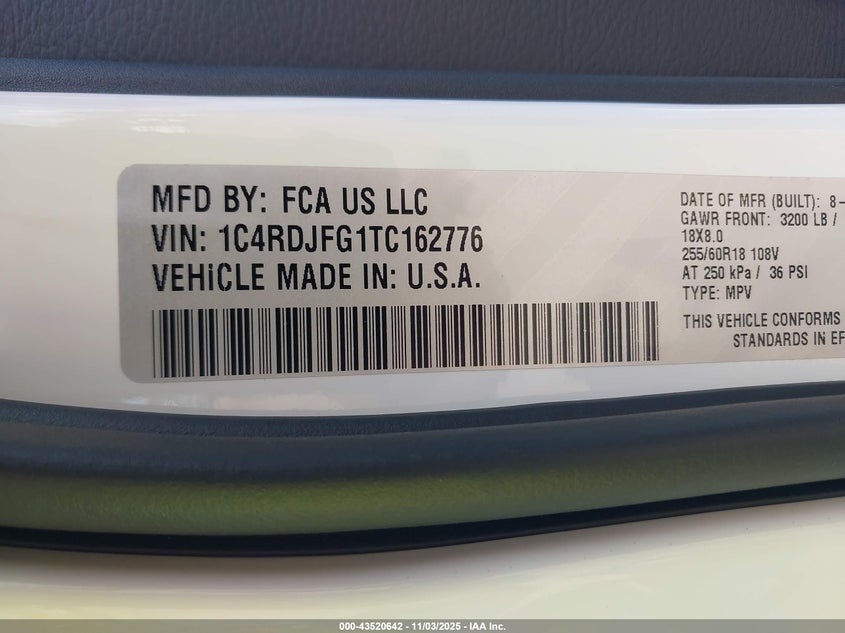 MFD BY: FCA US LLC
VIN: 1C4RDJFG1TC162776
VEHiCLE MADE IN: U.S.A.
DATE OF MFR (BUILT): 8-
GAWR FRONT: 3200 LB /
18X8.0
255/60R18 108V
AT 250 kPa / 36 PSI
TYPE: MPV
THIS VEHICLE CONFORMS
STANDARDS IN EF
000-43520642 - 11/03/2025 - IAA Inc.